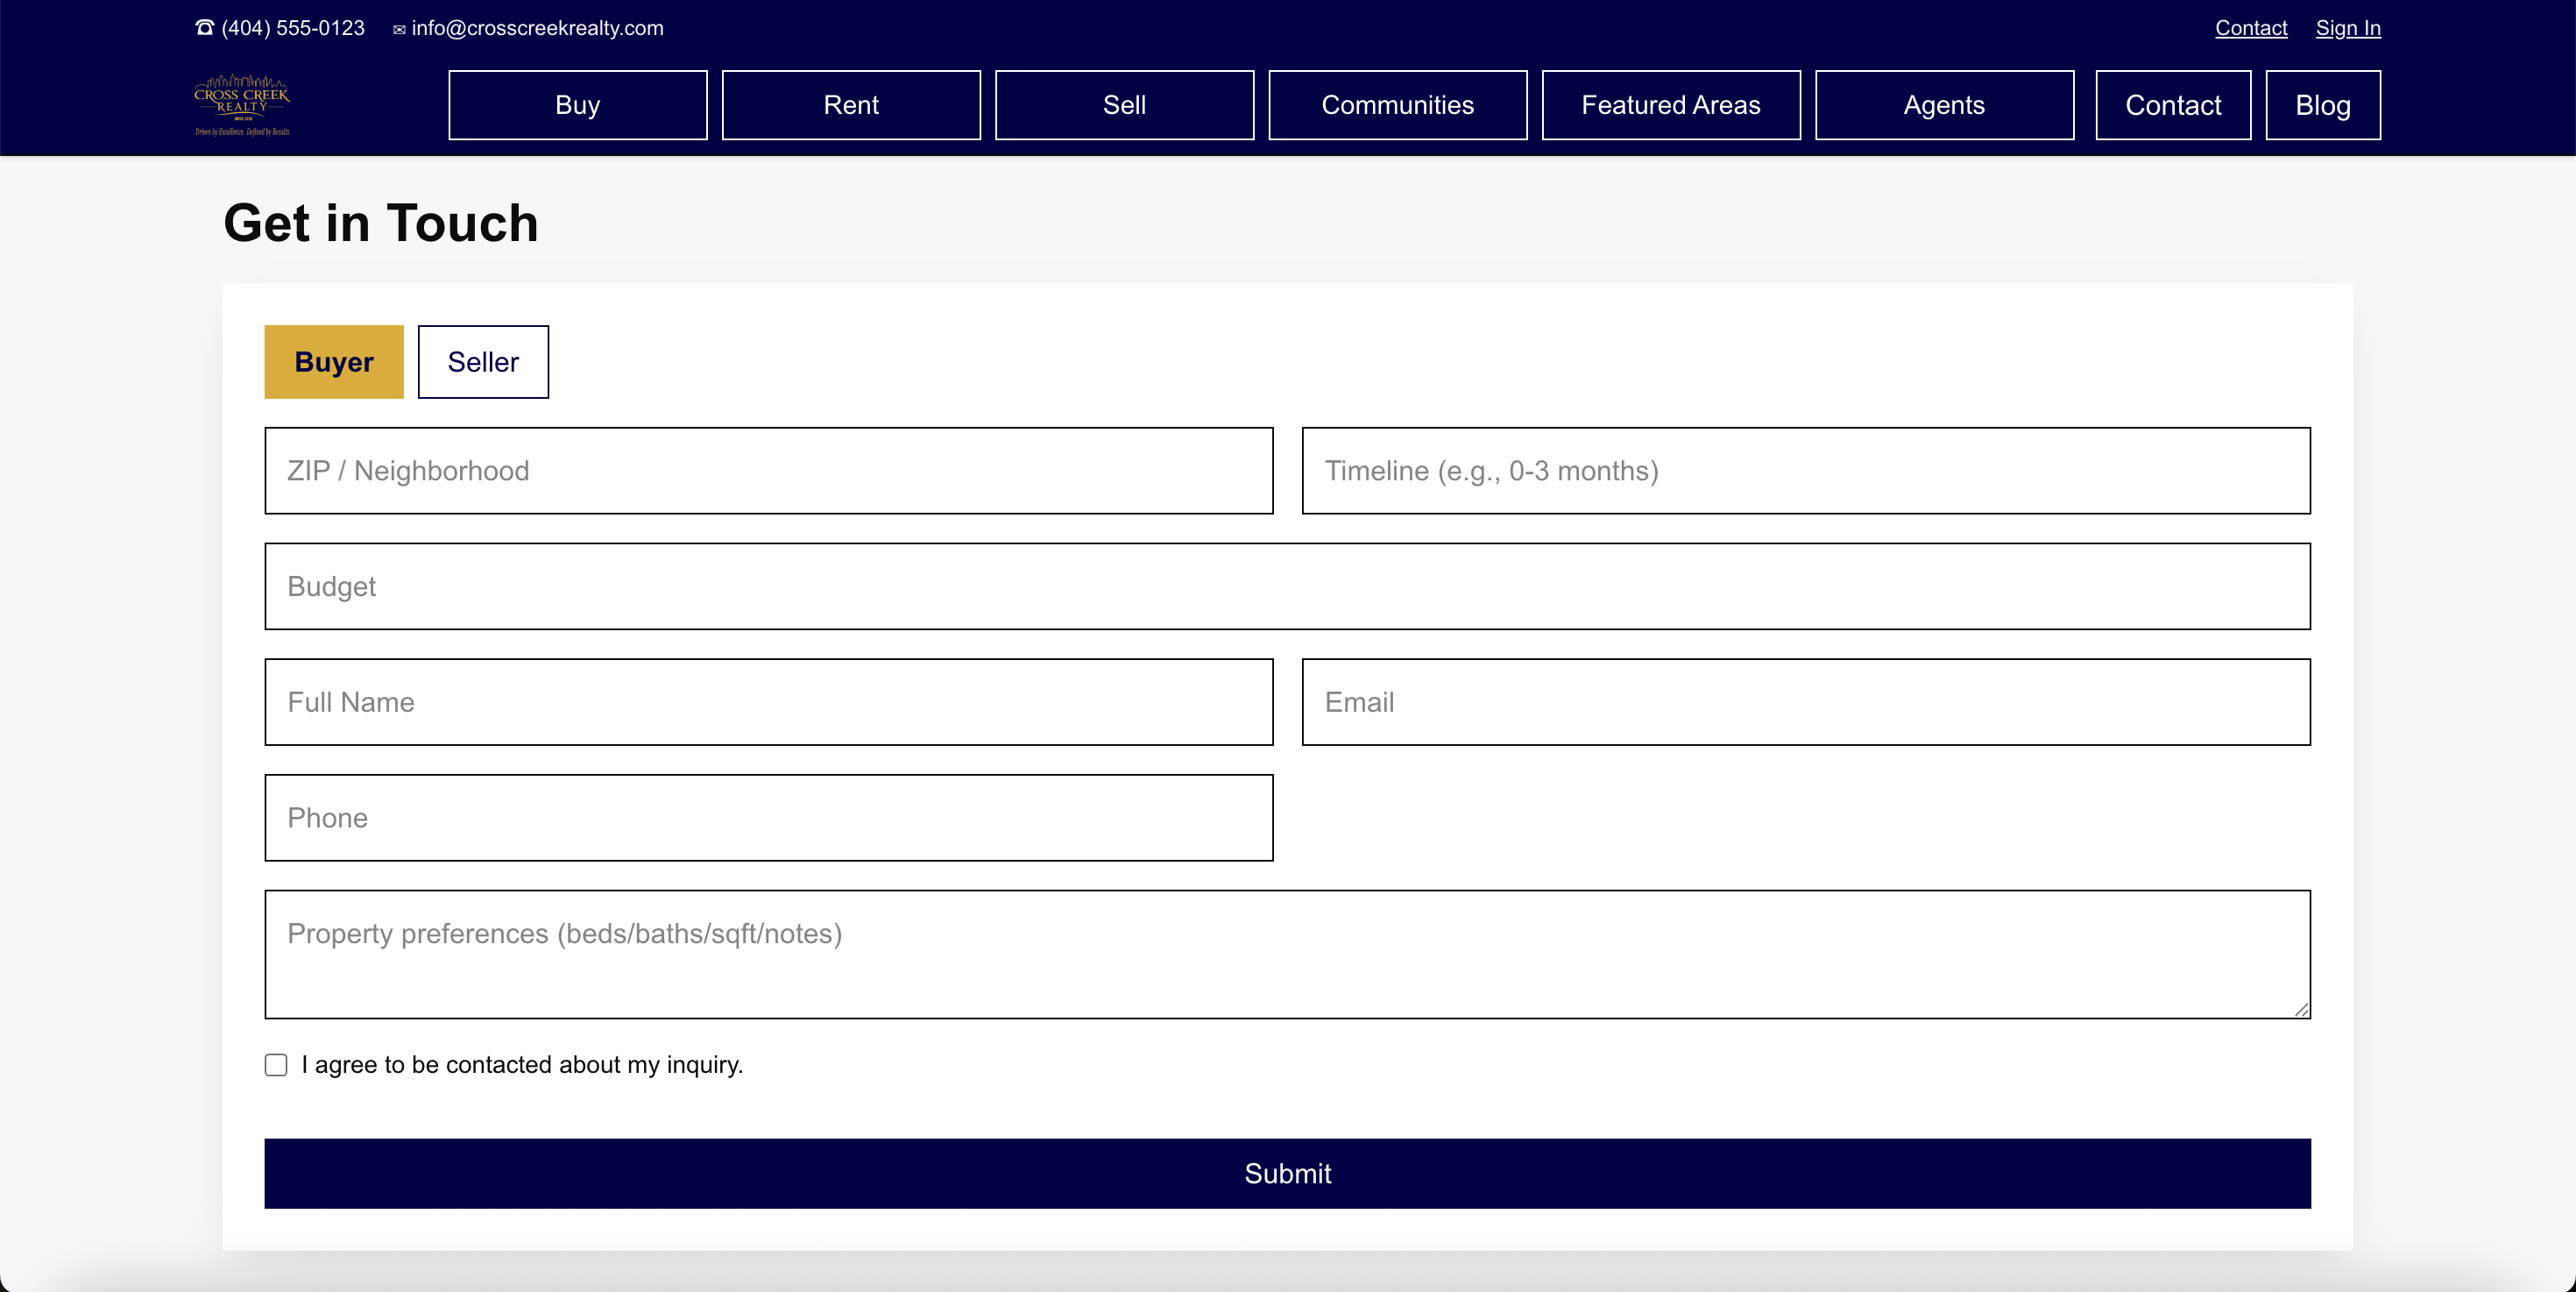 ☎ (404) 555-0123 ✉ info@crosscreekrealty.com Contact Sign In
CROSS CREEK
REALTY
Driven by Excellence. Defined by Results.
Buy Rent Sell Communities Featured Areas Agents Contact Blog
Get in Touch
Buyer Seller
ZIP / Neighborhood Timeline (e.g., 0-3 months)
Budget
Full Name Email
Phone
Property preferences (beds/baths/sqft/notes)
I agree to be contacted about my inquiry.
Submit